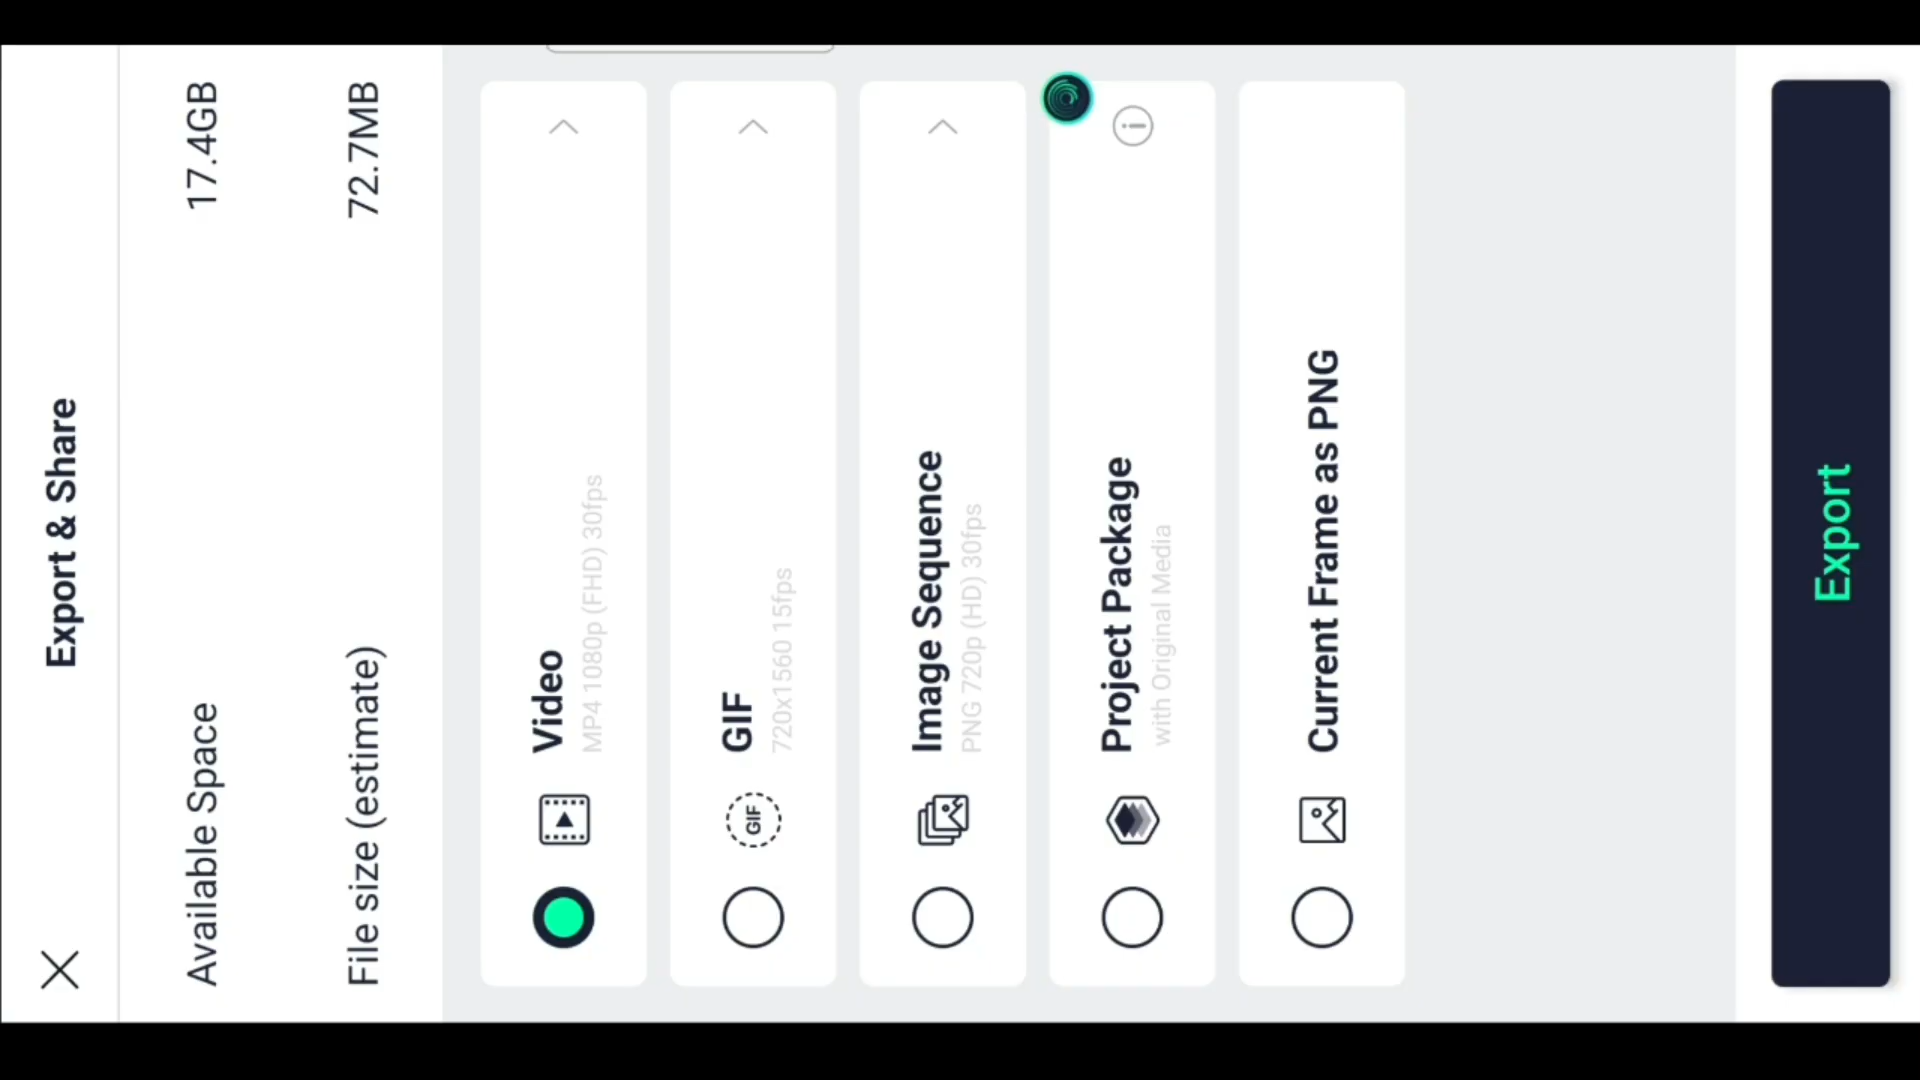 Export & Share
Available Space 17.4GB
File size (estimate) 72.7MB
Video
MP4 1080p (FHD) 30fps
GIF
GIF
720x1560 15fps
Image Sequence
PNG 720p (HD) 30fps
Project Package
with Original Media
Current Frame as PNG
Export